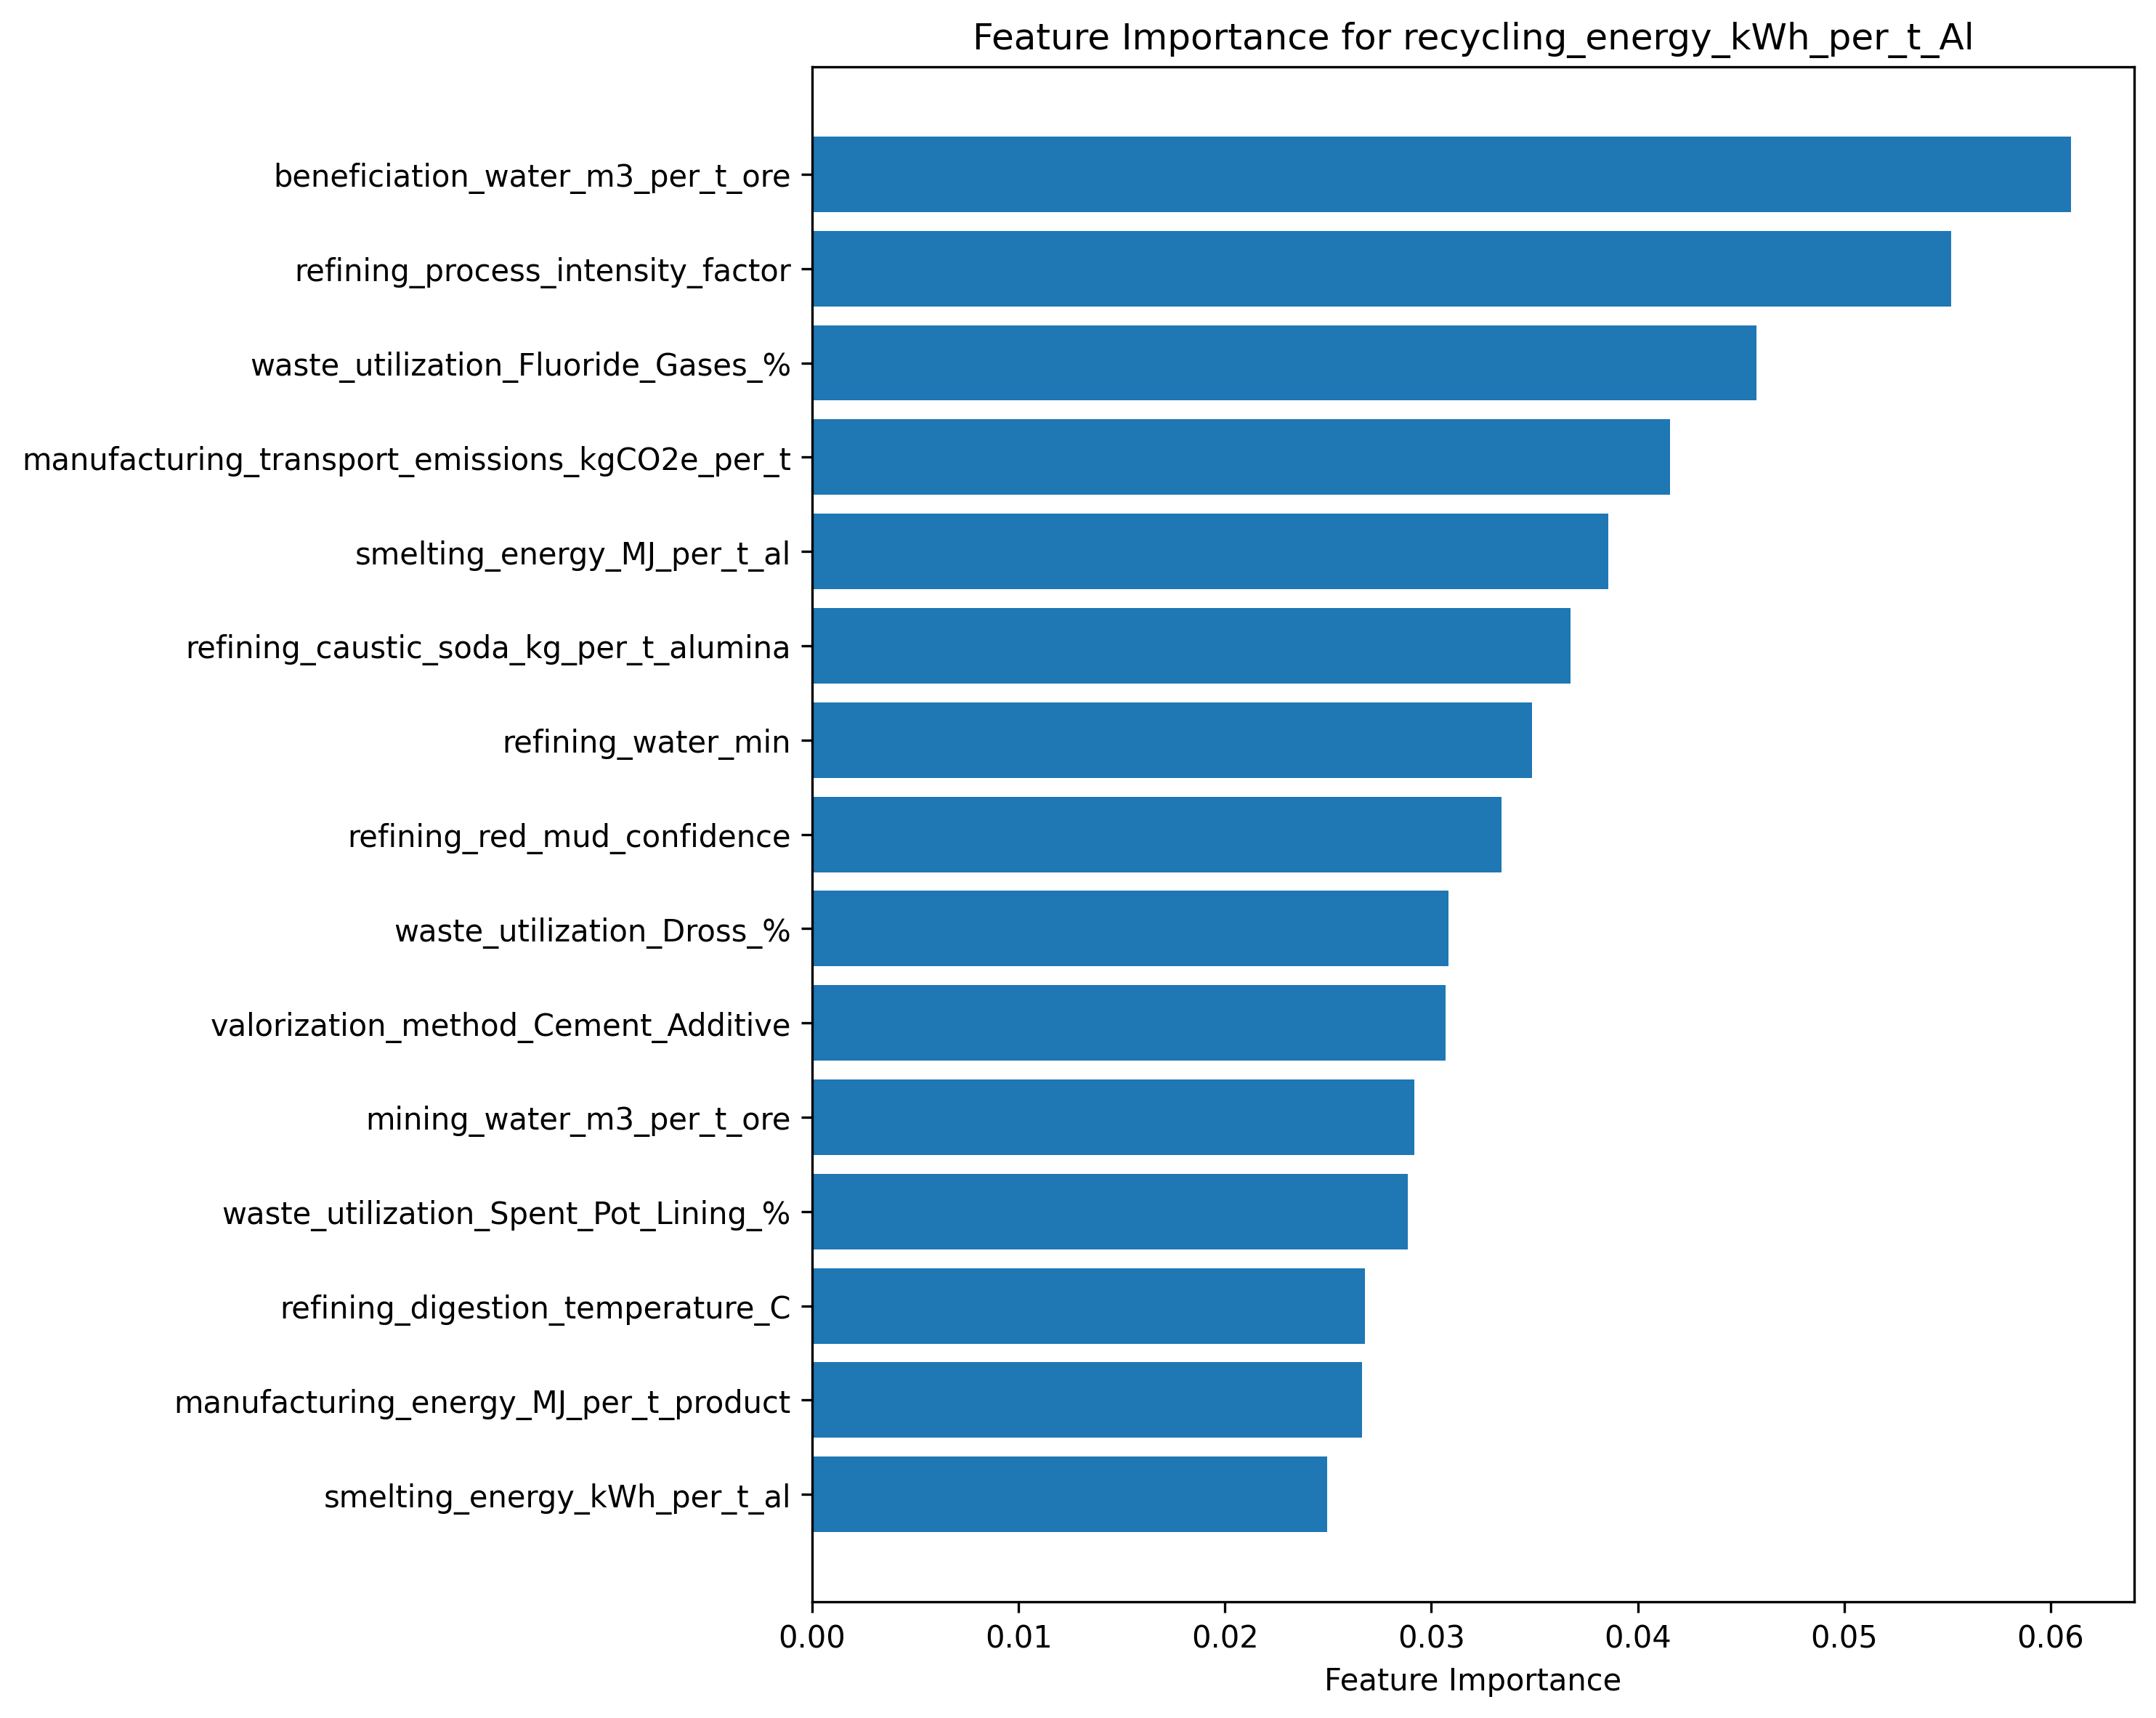 Feature Importance for recycling_energy_kWh_per_t_Al
beneficiation_water_m3_per_t_ore
refining_process_intensity_factor
waste_utilization_Fluoride_Gases_%
manufacturing_transport_emissions_kgCO2e_per_t
smelting_energy_MJ_per_t_al
refining_caustic_soda_kg_per_t_alumina
refining_water_min
refining_red_mud_confidence
waste_utilization_Dross_%
valorization_method_Cement_Additive
mining_water_m3_per_t_ore
waste_utilization_Spent_Pot_Lining_%
refining_digestion_temperature_C
manufacturing_energy_MJ_per_t_product
smelting_energy_kWh_per_t_al
0.00 0.01 0.02 0.03 0.04 0.05 0.06
Feature Importance